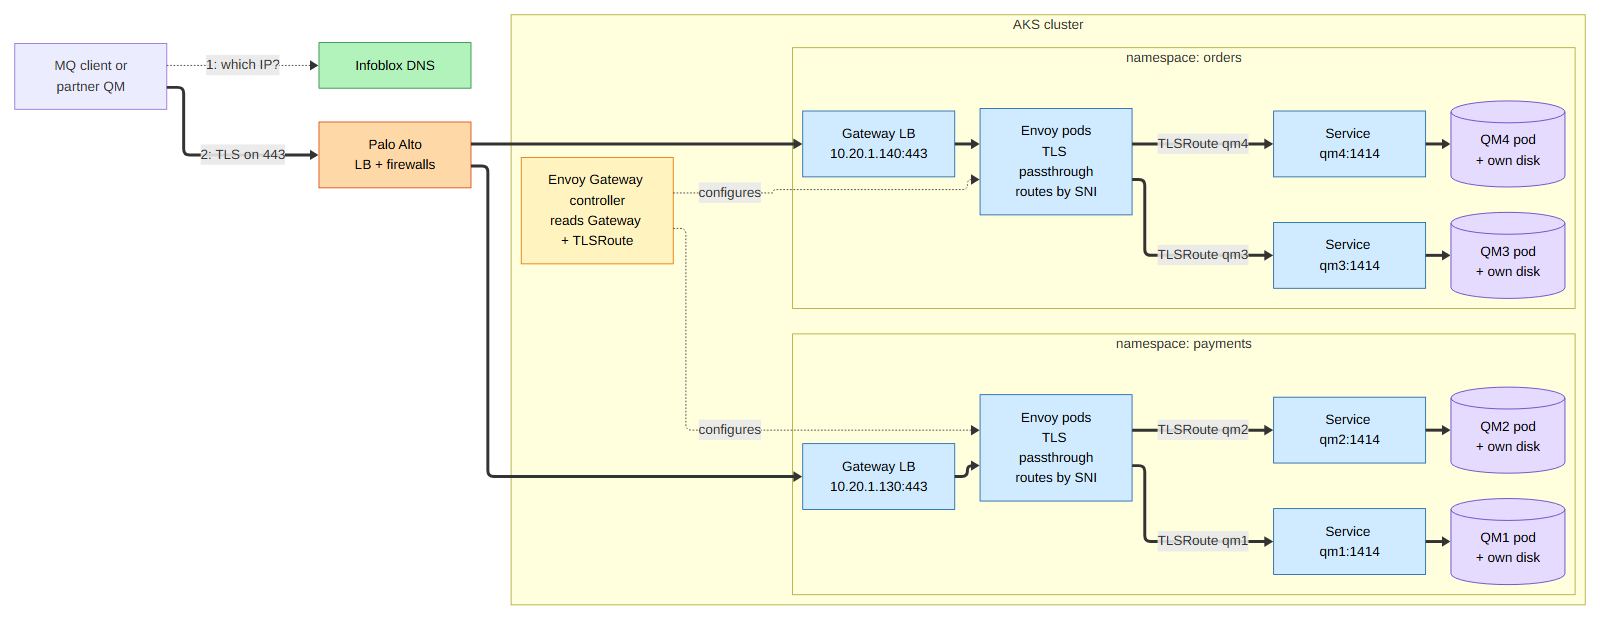 AKS cluster
MQ client or
partner QM
1: which IP?
Infoblox DNS
2: TLS on 443
Palo Alto
LB + firewalls
Envoy Gateway
controller
reads Gateway
+ TLSRoute
configures
configures
namespace: orders
Gateway LB
10.20.1.140:443
Envoy pods
TLS
passthrough
routes by SNI
TLSRoute qm4
Service
qm4:1414
QM4 pod
+ own disk
TLSRoute qm3
Service
qm3:1414
QM3 pod
+ own disk
namespace: payments
Gateway LB
10.20.1.130:443
Envoy pods
TLS
passthrough
routes by SNI
TLSRoute qm2
Service
qm2:1414
QM2 pod
+ own disk
TLSRoute qm1
Service
qm1:1414
QM1 pod
+ own disk